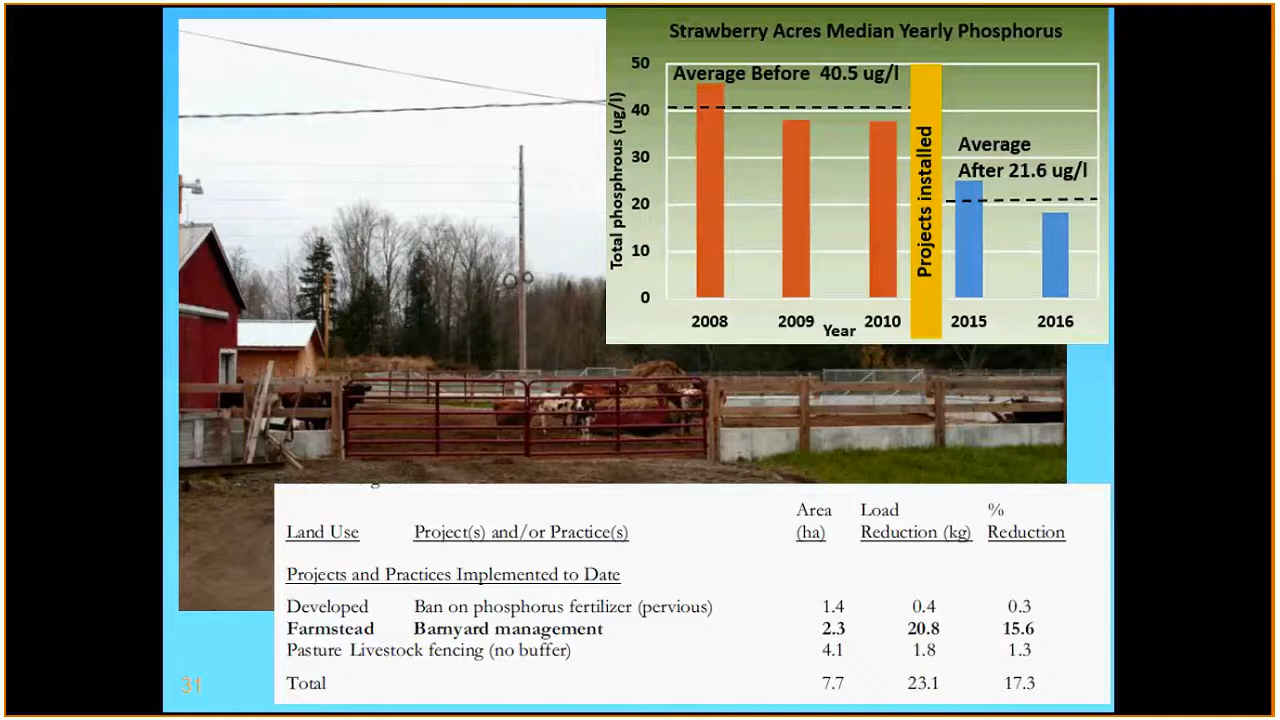 Strawberry Acres Median Yearly Phosphorus
Total phosphrous (ug/l)
50
40
30
20
10
0
Average Before 40.5 ug/l
Projects installed
Average
After 21.6 ug/l
2008 2009 2010 2015 2016
Year
Area Load %
Land Use Project(s) and/or Practice(s) (ha) Reduction (kg) Reduction
Projects and Practices Implemented to Date
Developed Ban on phosphorus fertilizer (pervious) 1.4 0.4 0.3
Farmstead Barnyard management 2.3 20.8 15.6
Pasture Livestock fencing (no buffer) 4.1 1.8 1.3
Total 7.7 23.1 17.3
31